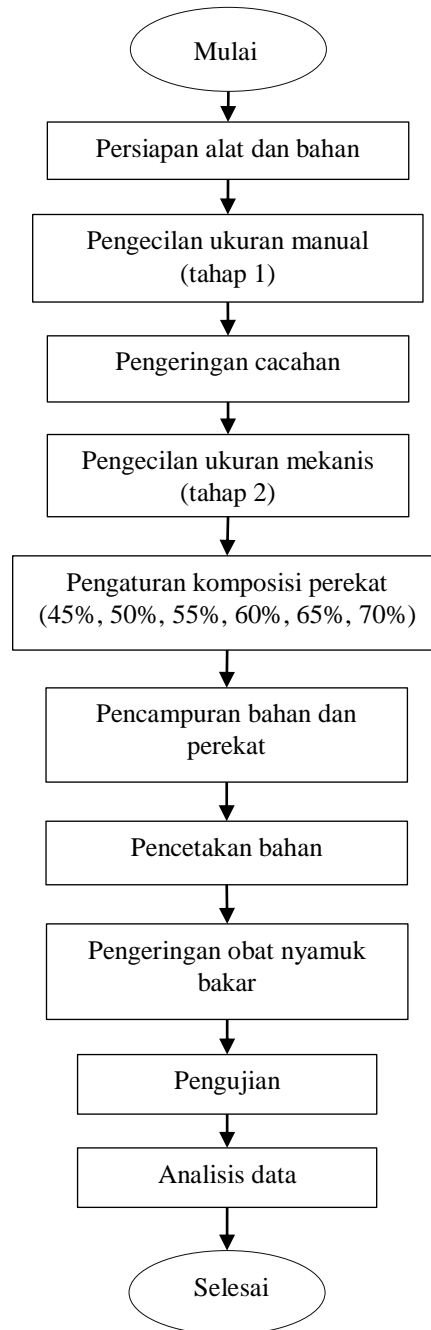 Mulai
Persiapan alat dan bahan
Pengecilan ukuran manual
(tahap 1)
Pengeringan cacahan
Pengecilan ukuran mekanis
(tahap 2)
Pengaturan komposisi perekat
(45%, 50%, 55%, 60%, 65%, 70%)
Pencampuran bahan dan
perekat
Pencetakan bahan
Pengeringan obat nyamuk
bakar
Pengujian
Analisis data
Selesai